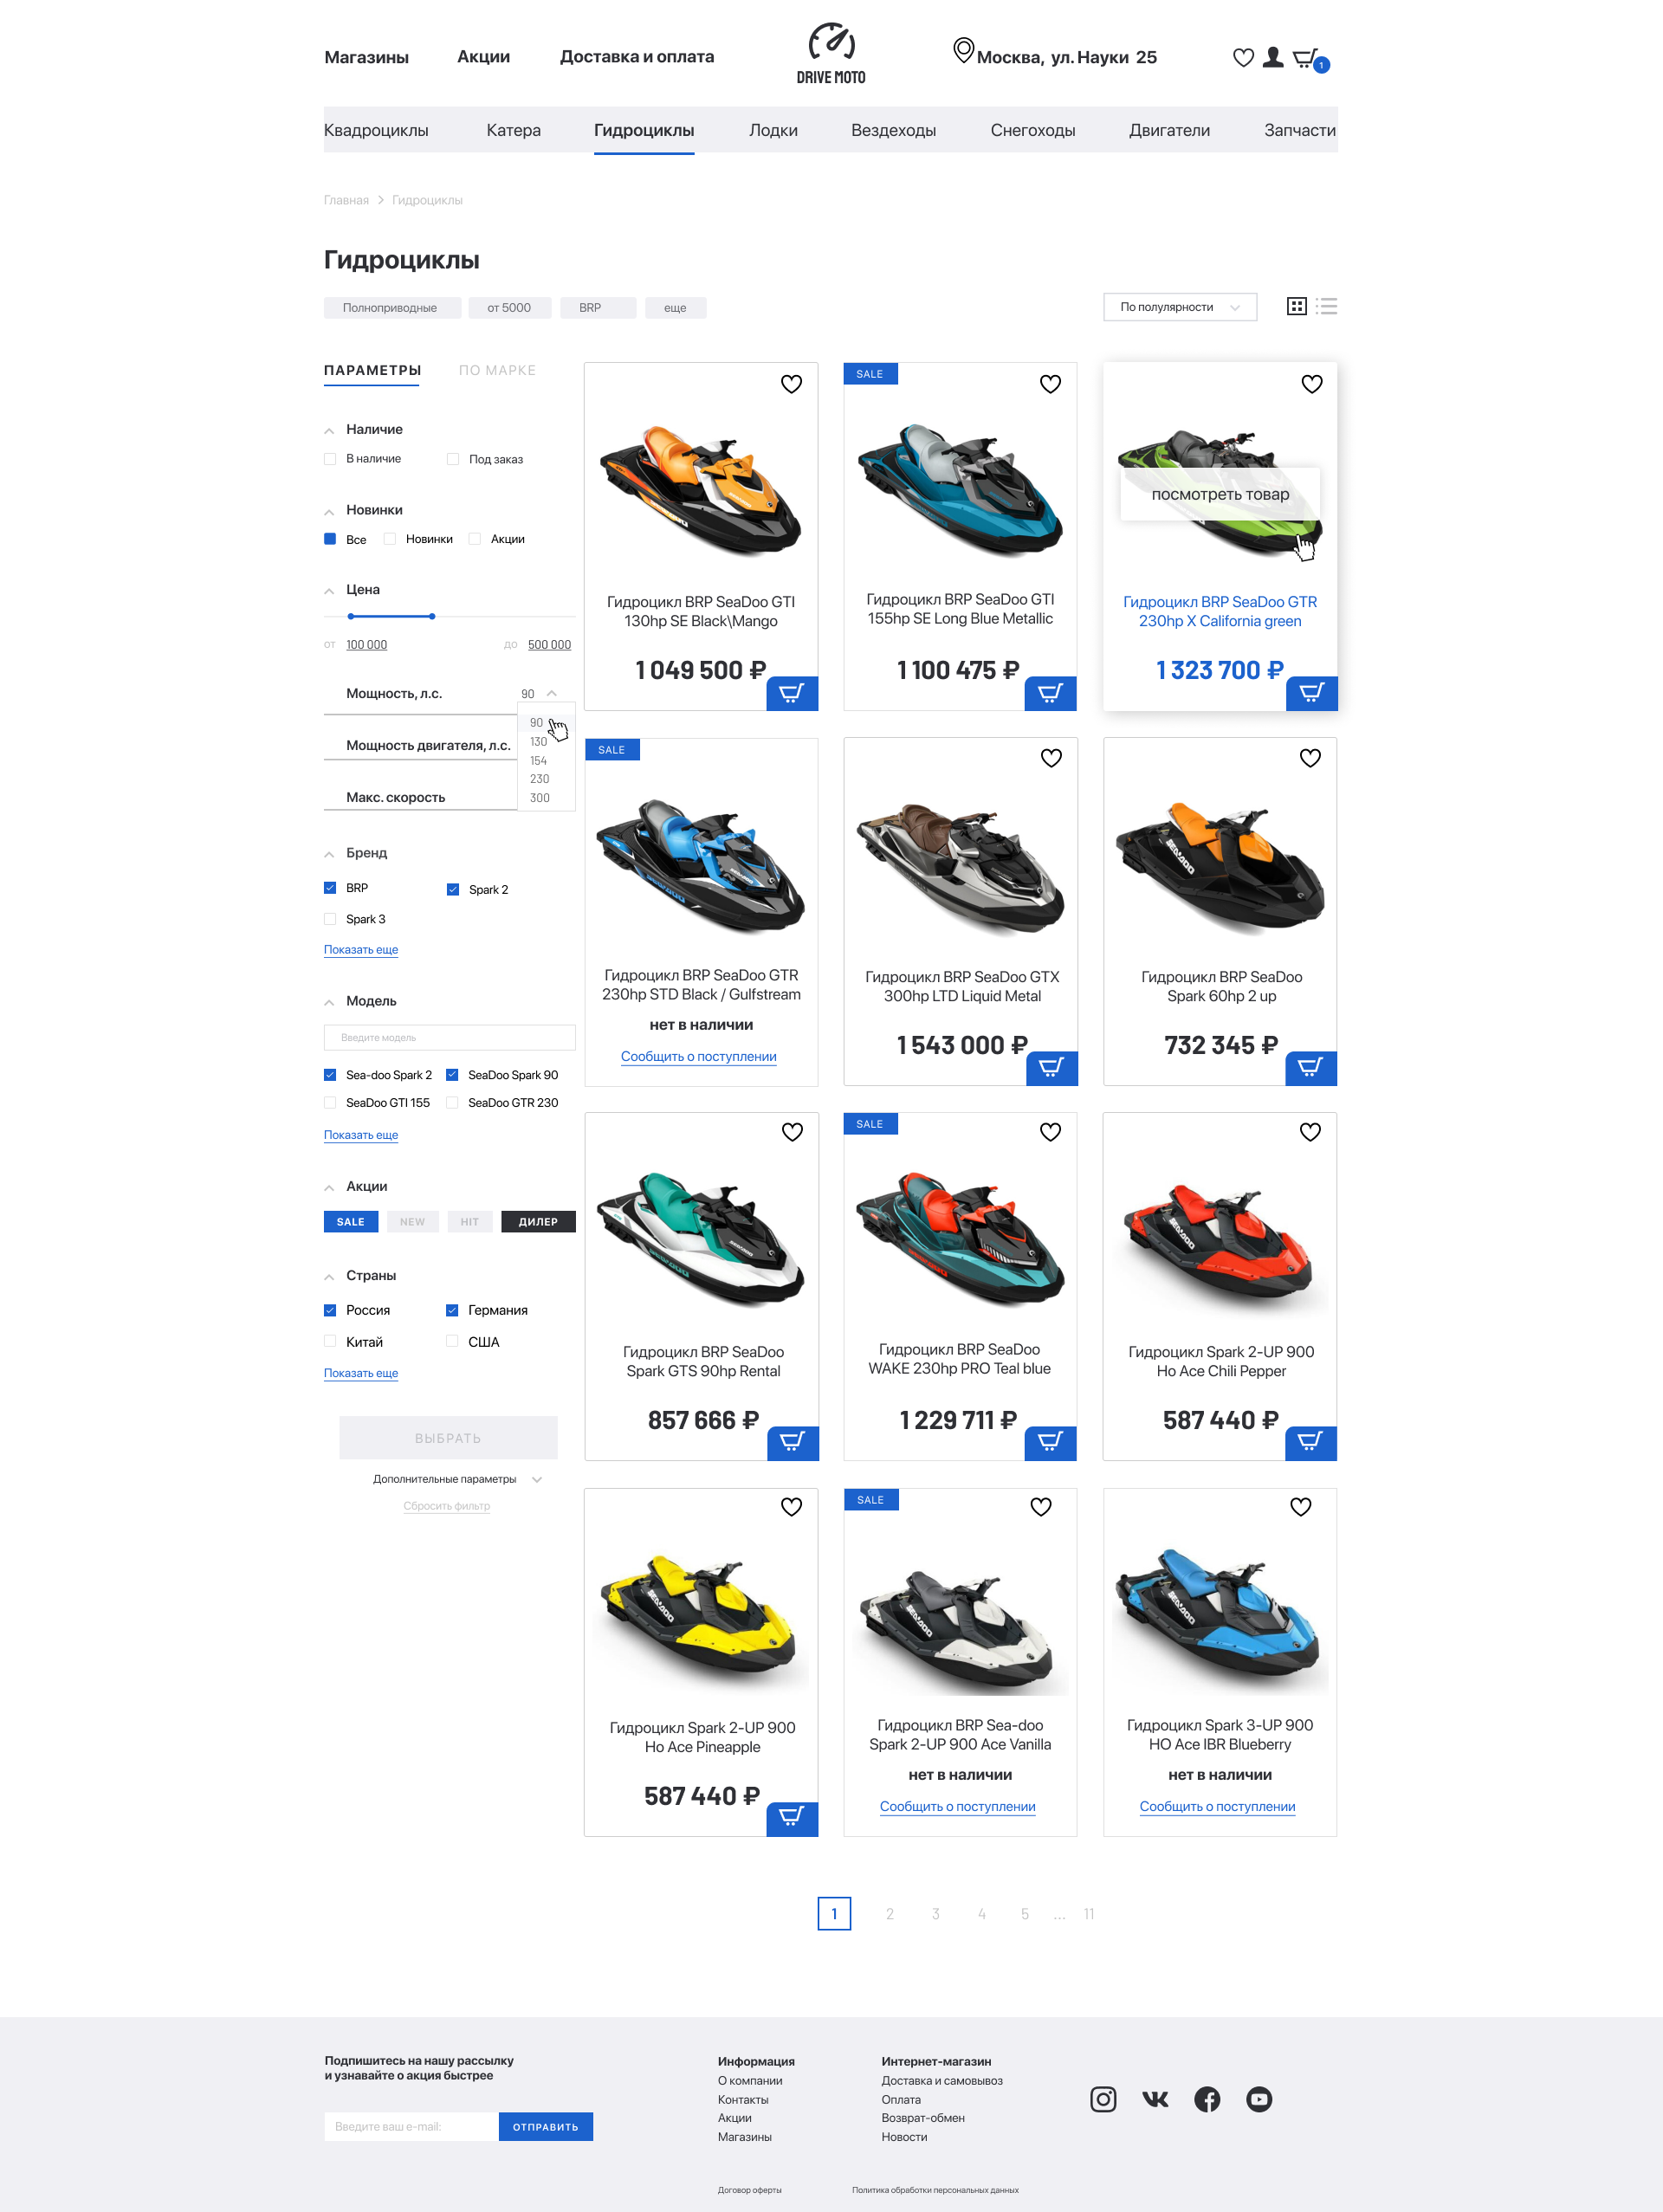 Магазины
Акции
Доставка и оплата
DRIVE MOTO
Москва, ул. Науки 25
1
Квадроциклы
Катера
Гидроциклы
Лодки
Вездеходы
Снегоходы
Двигатели
Запчасти
Главная > Гидроциклы
Гидроциклы
Полноприводные
от 5000
BRP
еще
По полулярности
ПАРАМЕТРЫ
ПО МАРКЕ
Наличие
В наличие
Под заказ
Новинки
Все
Новинки
Акции
Цена
от 100 000
до 500 000
Мощность, л.с.
90
90
130
154
230
300
Мощность двигателя, л.с.
Макс. скорость
Бренд
BRP
Spark 2
Spark 3
Показать еще
Модель
Введите модель
Sea-doo Spark 2
SeaDoo Spark 90
SeaDoo GTI 155
SeaDoo GTR 230
Показать еще
Акции
SALE
NEW
HIT
ДИЛЕР
Страны
Россия
Германия
Китай
США
Показать еще
ВЫБРАТЬ
Дополнительные параметры
Сбросить фильтр
Гидроцикл BRP SeaDoo GTI
130hp SE Black\Mango
1 049 500 ₽
SALE
Гидроцикл BRP SeaDoo GTI
155hp SE Long Blue Metallic
1 100 475 ₽
посмотреть товар
Гидроцикл BRP SeaDoo GTR
230hp X California green
1 323 700 ₽
SALE
Гидроцикл BRP SeaDoo GTR
230hp STD Black / Gulfstream
нет в наличии
Сообщить о поступлении
Гидроцикл BRP SeaDoo GTX
300hp LTD Liquid Metal
1 543 000 ₽
SEADOO
Гидроцикл BRP SeaDoo
Spark 60hp 2 up
732 345 ₽
Гидроцикл BRP SeaDoo
Spark GTS 90hp Rental
857 666 ₽
SALE
Гидроцикл BRP SeaDoo
WAKE 230hp PRO Teal blue
1 229 711 ₽
SEADOO
Гидроцикл Spark 2-UP 900
Ho Ace Chili Pepper
587 440 ₽
SEADOO
Гидроцикл Spark 2-UP 900
Ho Ace Pineapple
587 440 ₽
SALE
SEADOO
Гидроцикл BRP Sea-doo
Spark 2-UP 900 Ace Vanilla
нет в наличии
Сообщить о поступлении
SEADOO
Гидроцикл Spark 3-UP 900
HO Ace IBR Blueberry
нет в наличии
Сообщить о поступлении
1 2 3 4 5 ... 11
Подпишитесь на нашу рассылку
и узнавайте о акция быстрее
Введите ваш e-mail:
ОТПРАВИТЬ
Информация
О компании
Контакты
Акции
Магазины
Интернет-магазин
Доставка и самовывоз
Оплата
Возврат-обмен
Новости
Договор оферты
Политика обработки персональных данных